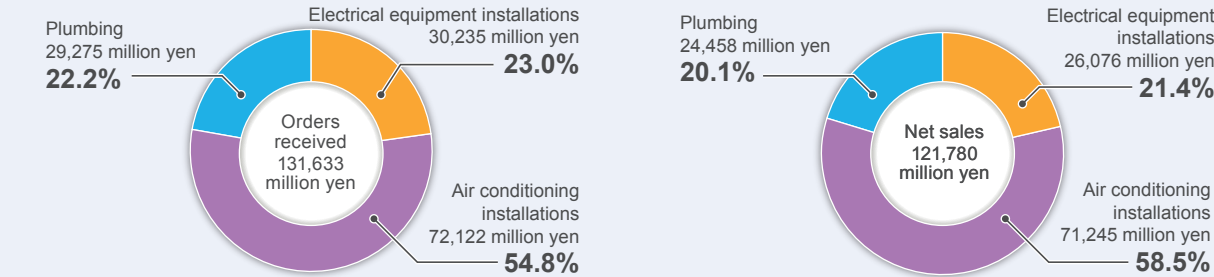 Plumbing
29,275 million yen
22.2%
Electrical equipment installations
30,235 million yen
23.0%
Orders
received
131,633
million yen
Air conditioning
installations
72,122 million yen
54.8%
Plumbing
24,458 million yen
20.1%
Electrical equipment
installations
26,076 million yen
21.4%
Net sales
121,780
million yen
Air conditioning
installations
71,245 million yen
58.5%